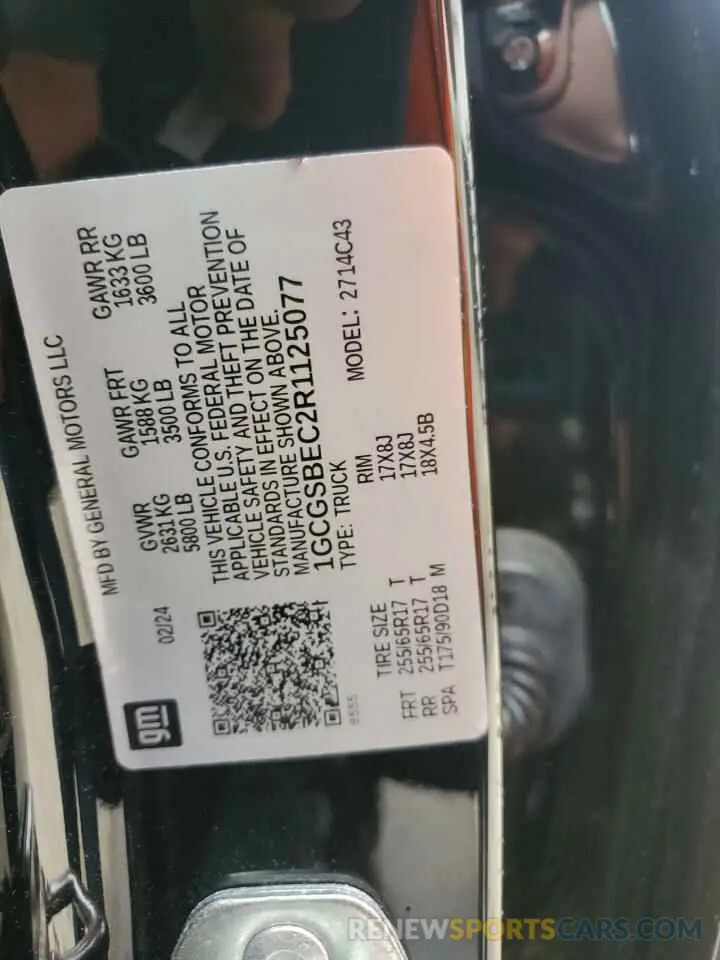 gm
02/24
MFD BY GENERAL MOTORS LLC
GVWR GAWR FRT GAWR RR
2631 KG 1588 KG 1633 KG
5800 LB 3500 LB 3600 LB
THIS VEHICLE CONFORMS TO ALL
APPLICABLE U.S. FEDERAL MOTOR
VEHICLE SAFETY AND THEFT PREVENTION
STANDARDS IN EFFECT ON THE DATE OF
MANUFACTURE SHOWN ABOVE.
1GCGSBEC2R1125077
TYPE: TRUCK MODEL: 2714C43
TIRE SIZE RIM
FRT 255/65R17 T 17X8J
RR 255/65R17 T 17X8J
SPA T175/90D18 M 18X4.5B
RENEWSPORTSCARS.COM